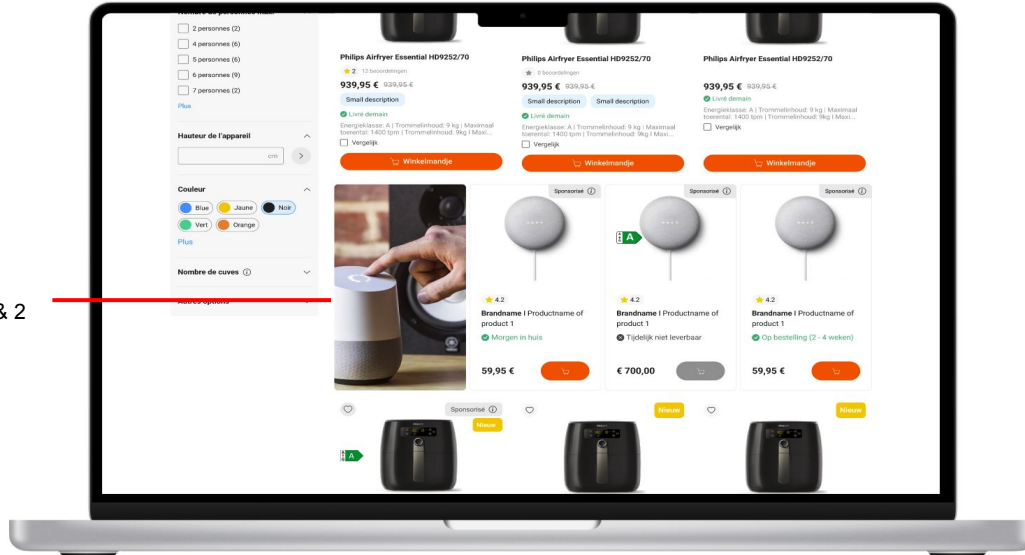 Nombre de personnes max.
2 personnes (2)
4 personnes (6)
5 personnes (6)
6 personnes (9)
7 personnes (2)
Plus
Hauteur de l'appareil
cm
Couleur
Blue
Jaune
Noir
Vert
Orange
Plus
Nombre de cuves
Autres options
& 2
Philips Airfryer Essential HD9252/70
2 12 beoordelingen
939,95 € 939,95 €
Small description
Livré demain
Energieklasse: A | Trommelinhoud: 9 kg | Maximaal
toerental: 1400 tpm | Trommelinhoud: 9kg I Maxi...
Vergelijk
Winkelmandje
Philips Airfryer Essential HD9252/70
0 beoordelingen
939,95 € 939,95 €
Small description Small description
Livré demain
Energieklasse: A | Trommelinhoud: 9 kg | Maximaal
toerental: 1400 tpm | Trommelinhoud: 9kg I Maxi...
Vergelijk
Winkelmandje
Philips Airfryer Essential HD9252/70
939,95 € 939,95 €
Livré demain
Energieklasse: A | Trommelinhoud: 9 kg | Maximaal
toerental: 1400 tpm | Trommelinhoud: 9kg I Maxi...
Vergelijk
Winkelmandje
Sponsorisé
4.2
Brandname I Productname of
product 1
Morgen in huis
59,95 €
Sponsorisé
A
4.2
Brandname I Productname of
product 1
Tijdelijk niet leverbaar
€ 700,00
Sponsorisé
4.2
Brandname I Productname of
product 1
Op bestelling (2 - 4 weken)
59,95 €
Sponsorisé
Nieuw
A
Nieuw
Nieuw